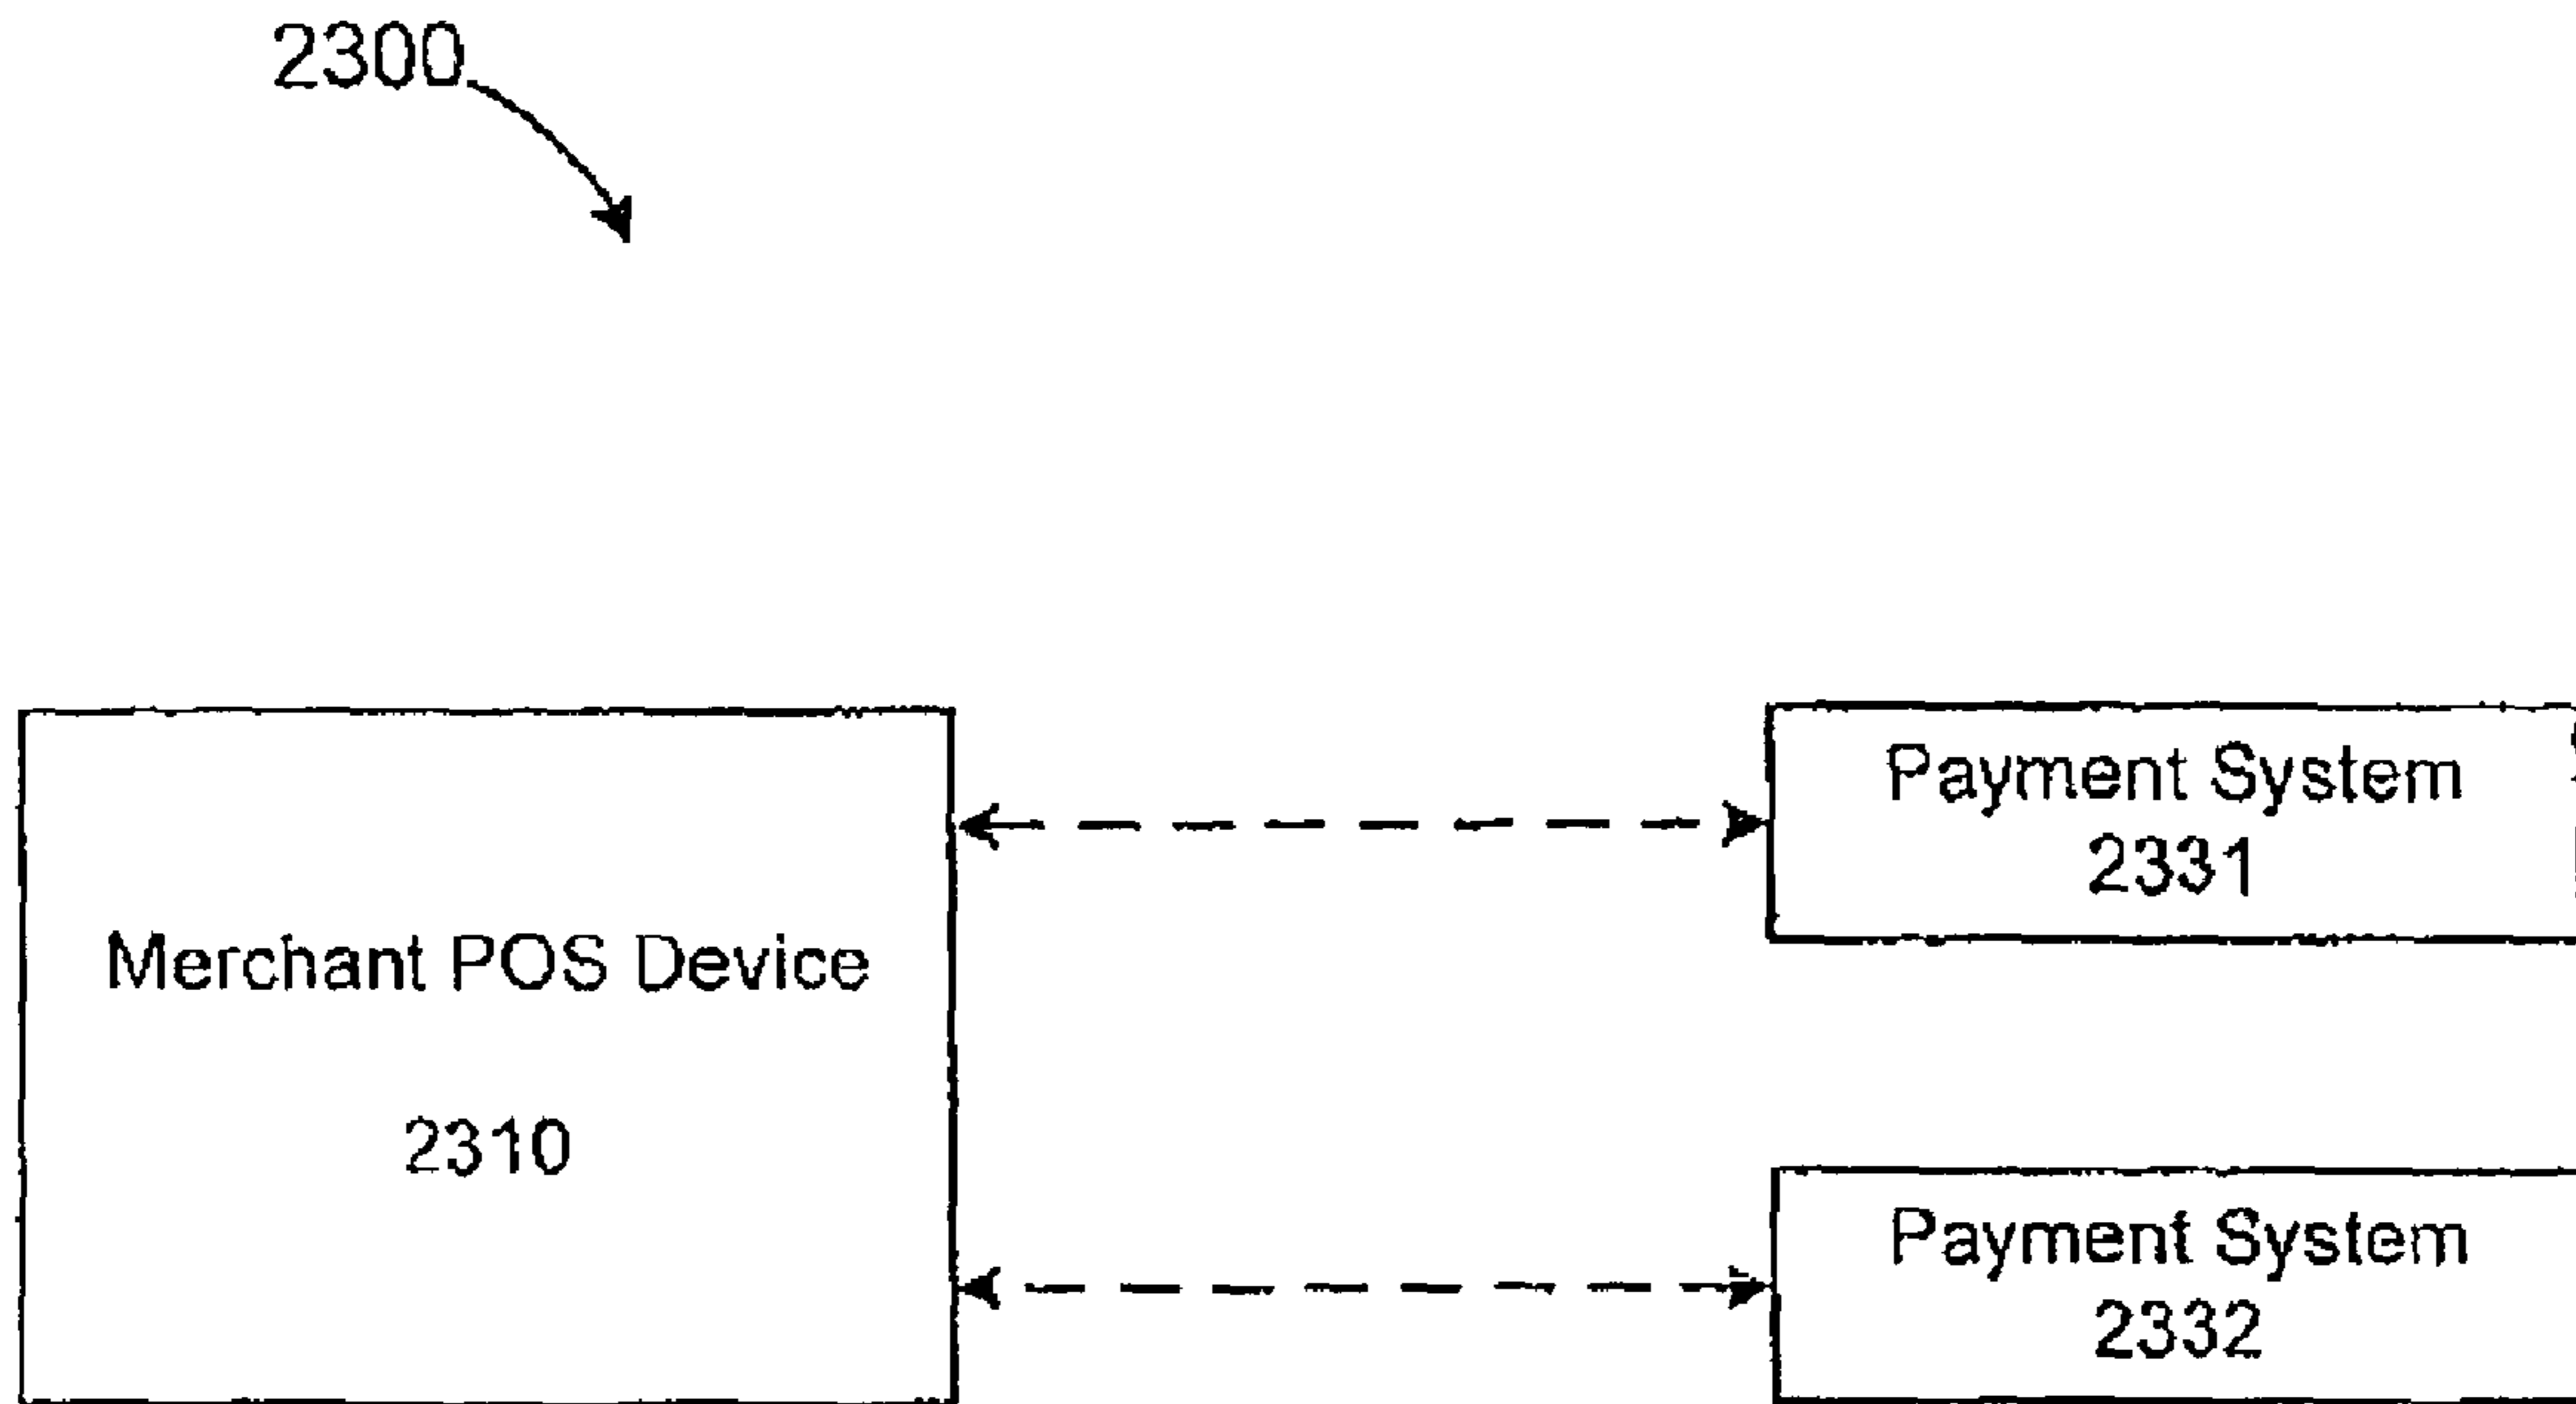 2300
Merchant POS Device
2310
Payment System
2331
Payment System
2332